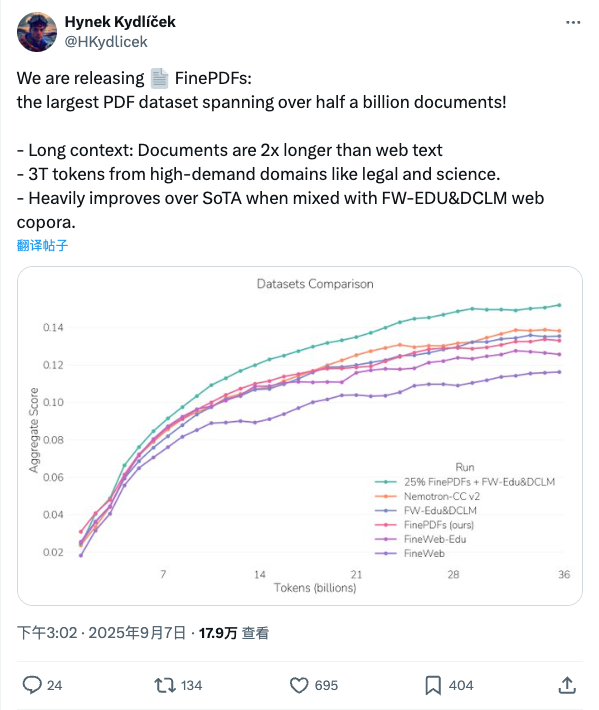 Hynek Kydlíček
@HKydlicek
We are releasing 📄 FinePDFs:
the largest PDF dataset spanning over half a billion documents!
- Long context: Documents are 2x longer than web text
- 3T tokens from high-demand domains like legal and science.
- Heavily improves over SoTA when mixed with FW-EDU&DCLM web
copora.
翻译帖子
Datasets Comparison
0.14
0.12
0.10
0.08
0.06
0.04
0.02
Aggregate Score
Run
25% FinePDFs + FW-Edu&DCLM
Nemotron-CC v2
FW-Edu&DCLM
FinePDFs (ours)
FineWeb-Edu
FineWeb
7 14 21 28 36
Tokens (billions)
下午3:02 · 2025年9月7日 · 17.9万 查看
24 134 695 404